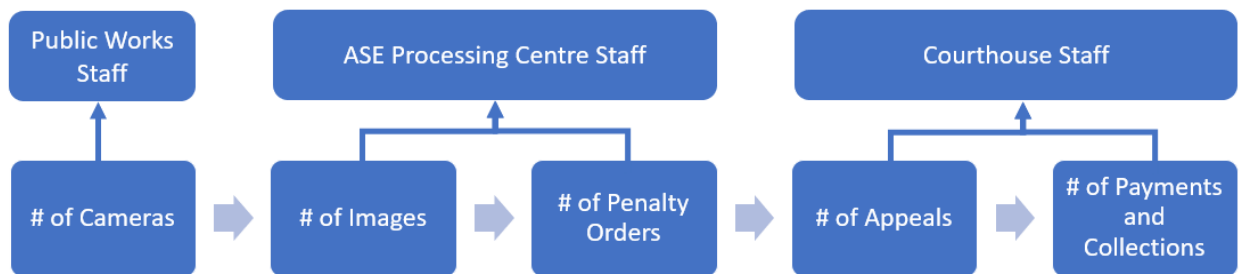 Public Works
Staff
ASE Processing Centre Staff
Courthouse Staff
# of Cameras
# of Images
# of Penalty
Orders
# of Appeals
# of Payments
and
Collections